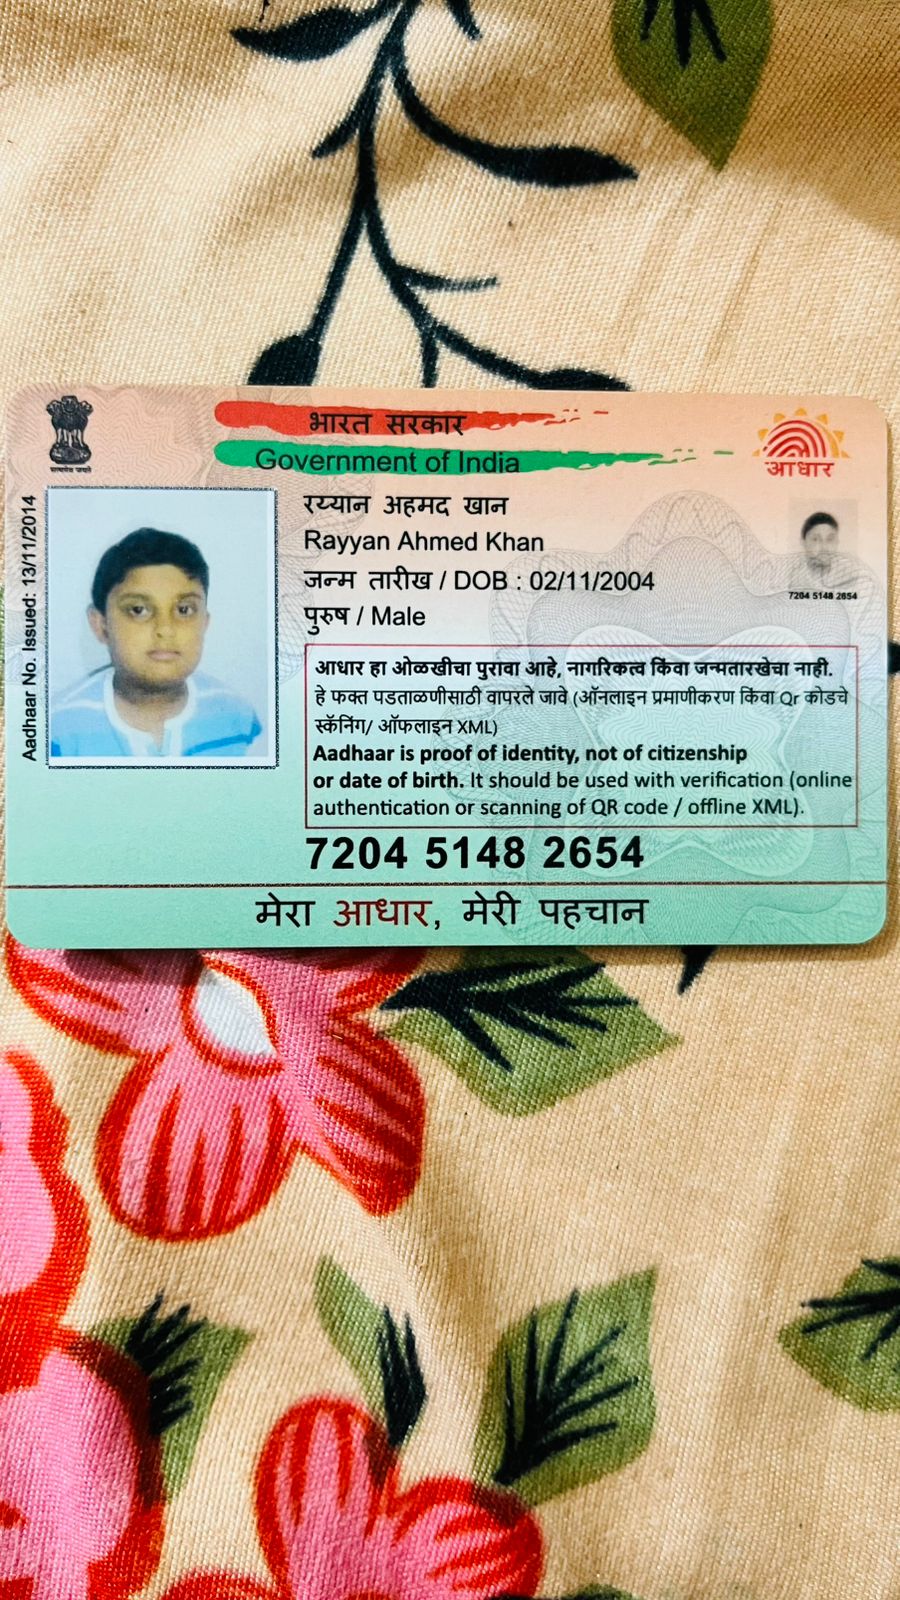 भारत सरकार
Government of India
आधार
Aadhaar No. Issued: 13/11/2014
रय्यान अहमद खान
Rayyan Ahmed Khan
जन्म तारीख / DOB : 02/11/2004
पुरुष / Male
7204 5148 2654
आधार हा ओळखीचा पुरावा आहे, नागरिकत्व किंवा जन्मतारखेचा नाही.
हे फक्त पडताळणीसाठी वापरले जावे (ऑनलाइन प्रमाणीकरण किंवा Qr कोडचे
स्कॅनिंग/ ऑफलाइन XML)
Aadhaar is proof of identity, not of citizenship
or date of birth. It should be used with verification (online
authentication or scanning of QR code / offline XML).
7204 5148 2654
मेरा आधार, मेरी पहचान